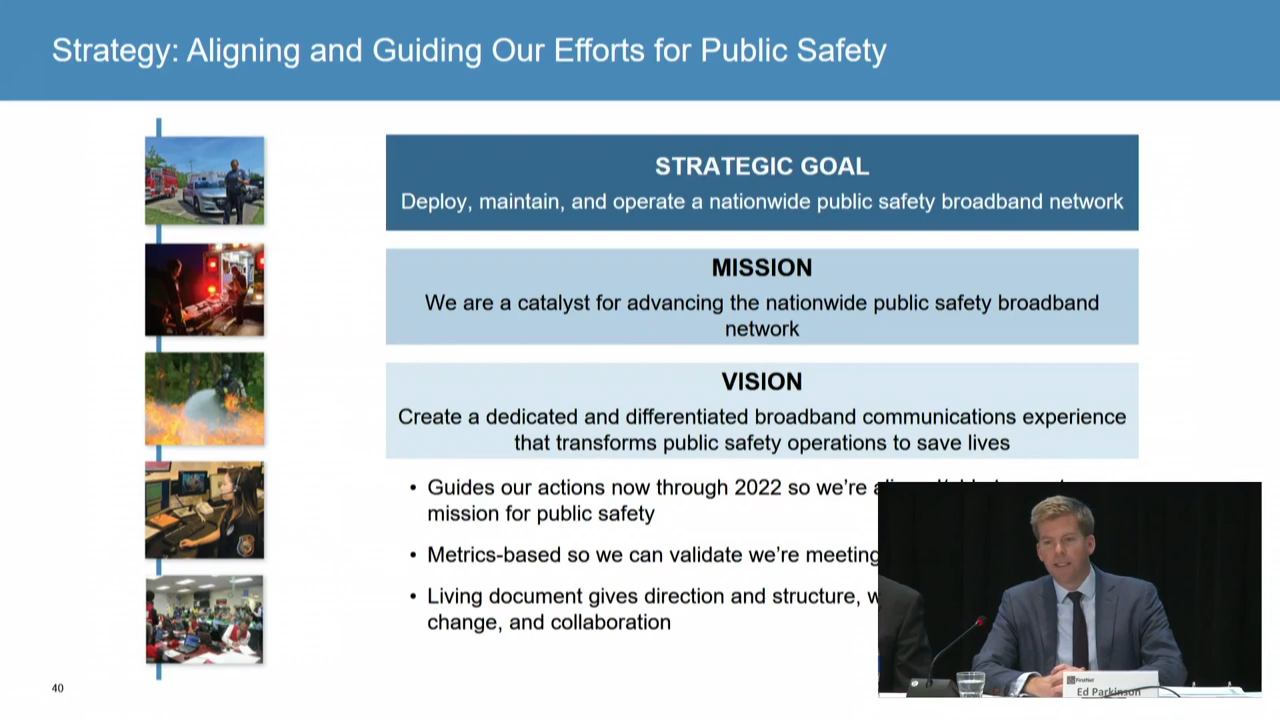 Strategy: Aligning and Guiding Our Efforts for Public Safety
STRATEGIC GOAL
Deploy, maintain, and operate a nationwide public safety broadband network
MISSION
We are a catalyst for advancing the nationwide public safety broadband
network
VISION
Create a dedicated and differentiated broadband communications experience
that transforms public safety operations to save lives
• Guides our actions now through 2022 so we’re
mission for public safety
• Metrics-based so we can validate we’re meeting
• Living document gives direction and structure,
change, and collaboration
FirstNet
Ed Parkinson
40